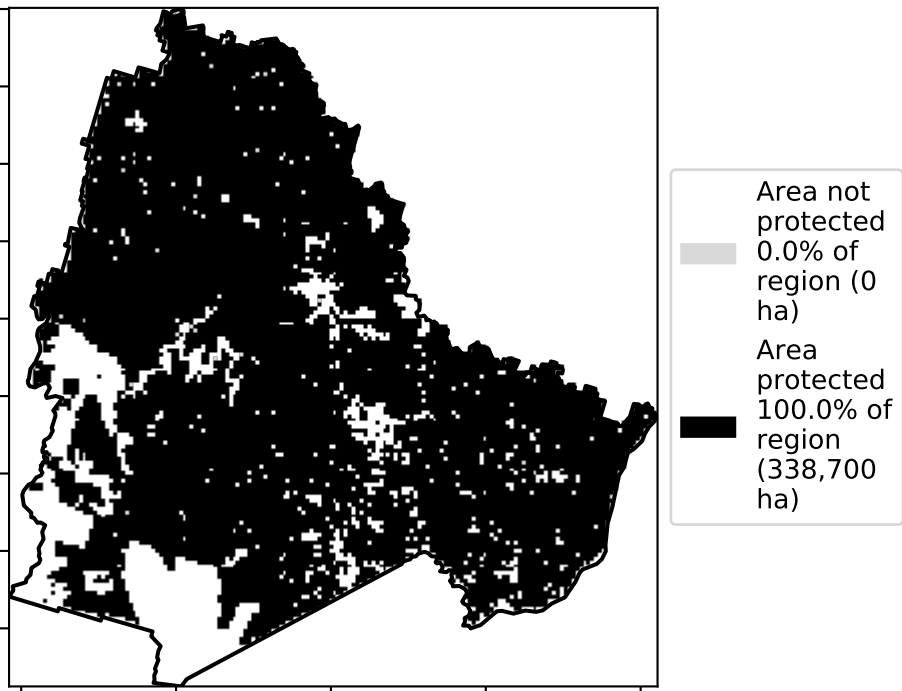 Area not
protected
0.0% of
region (0
ha)
Area
protected
100.0% of
region
(338,700
ha)